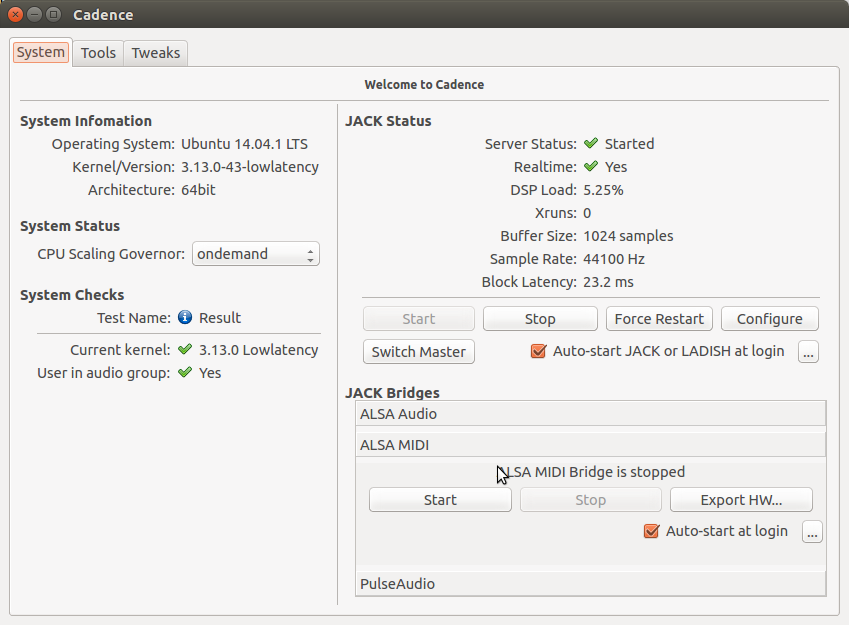 Cadence
System Tools Tweaks
Welcome to Cadence
System Infomation
Operating System: Ubuntu 14.04.1 LTS
Kernel/Version: 3.13.0-43-lowlatency
Architecture: 64bit
System Status
CPU Scaling Governor: ondemand
System Checks
Test Name: Result
Current kernel: 3.13.0 Lowlatency
User in audio group: Yes
JACK Status
Server Status: Started
Realtime: Yes
DSP Load: 5.25%
Xruns: 0
Buffer Size: 1024 samples
Sample Rate: 44100 Hz
Block Latency: 23.2 ms
Start Stop Force Restart Configure
Switch Master Auto-start JACK or LADISH at login ...
JACK Bridges
ALSA Audio
ALSA MIDI
ALSA MIDI Bridge is stopped
Start Stop Export HW...
Auto-start at login ...
PulseAudio